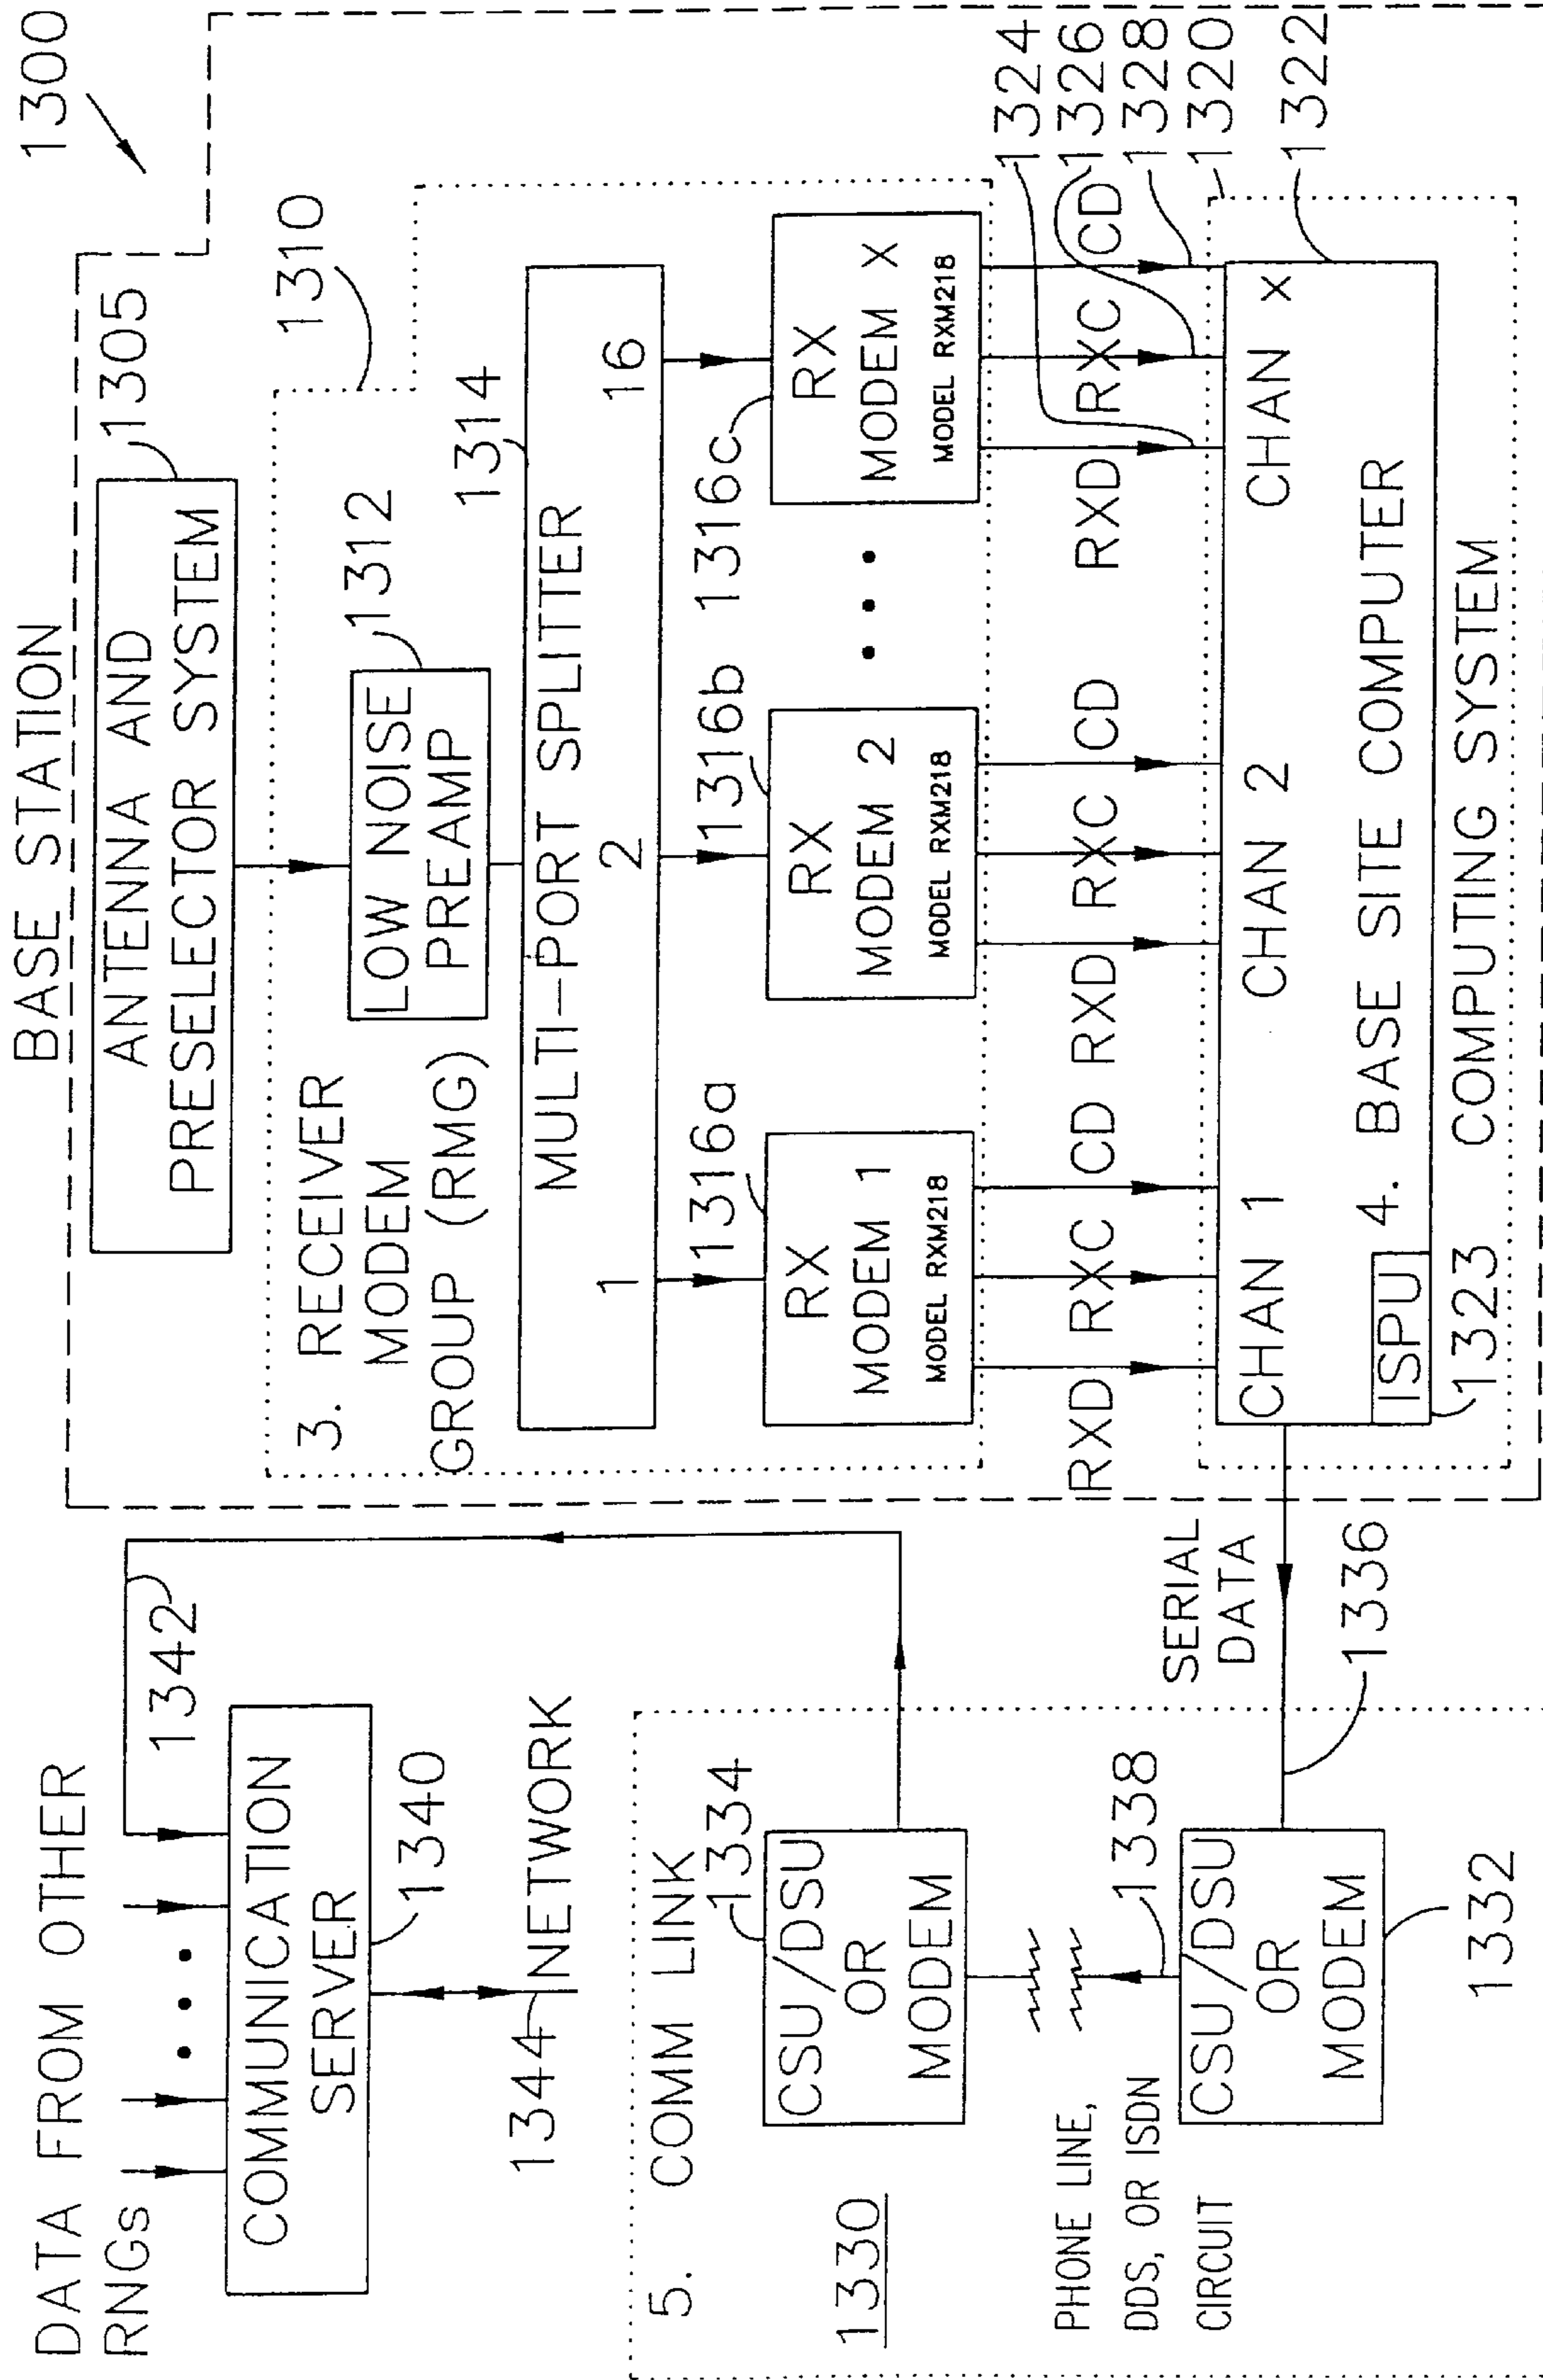 BASE STATION
1300
ANTENNA AND
PRESELECTOR SYSTEM
1305
1310
3. RECEIVER
MODEM
GROUP (RMG)
LOW NOISE
PREAMP
1312
1314
MULTI-PORT SPLITTER
1 2 16
1316a
1316b
1316c
RX
MODEM 1
MODEL RXM218
RX
MODEM 2
MODEL RXM218
RX
MODEM X
MODEL RXM218
RXD RXC CD
RXD RXC CD
RXD RXC CD
1324
1326
1328
1320
1322
CHAN 1
CHAN 2
CHAN X
ISPU
4. BASE SITE COMPUTER
1323
COMPUTING SYSTEM
DATA FROM OTHER
RNGs
1342
COMMUNICATION
SERVER
1340
1344
NETWORK
5. COMM LINK
1330
1334
CSU/DSU
OR
MODEM
PHONE LINE,
DDS, OR ISDN
CIRCUIT
1338
CSU/DSU
OR
MODEM
1332
SERIAL
DATA
1336